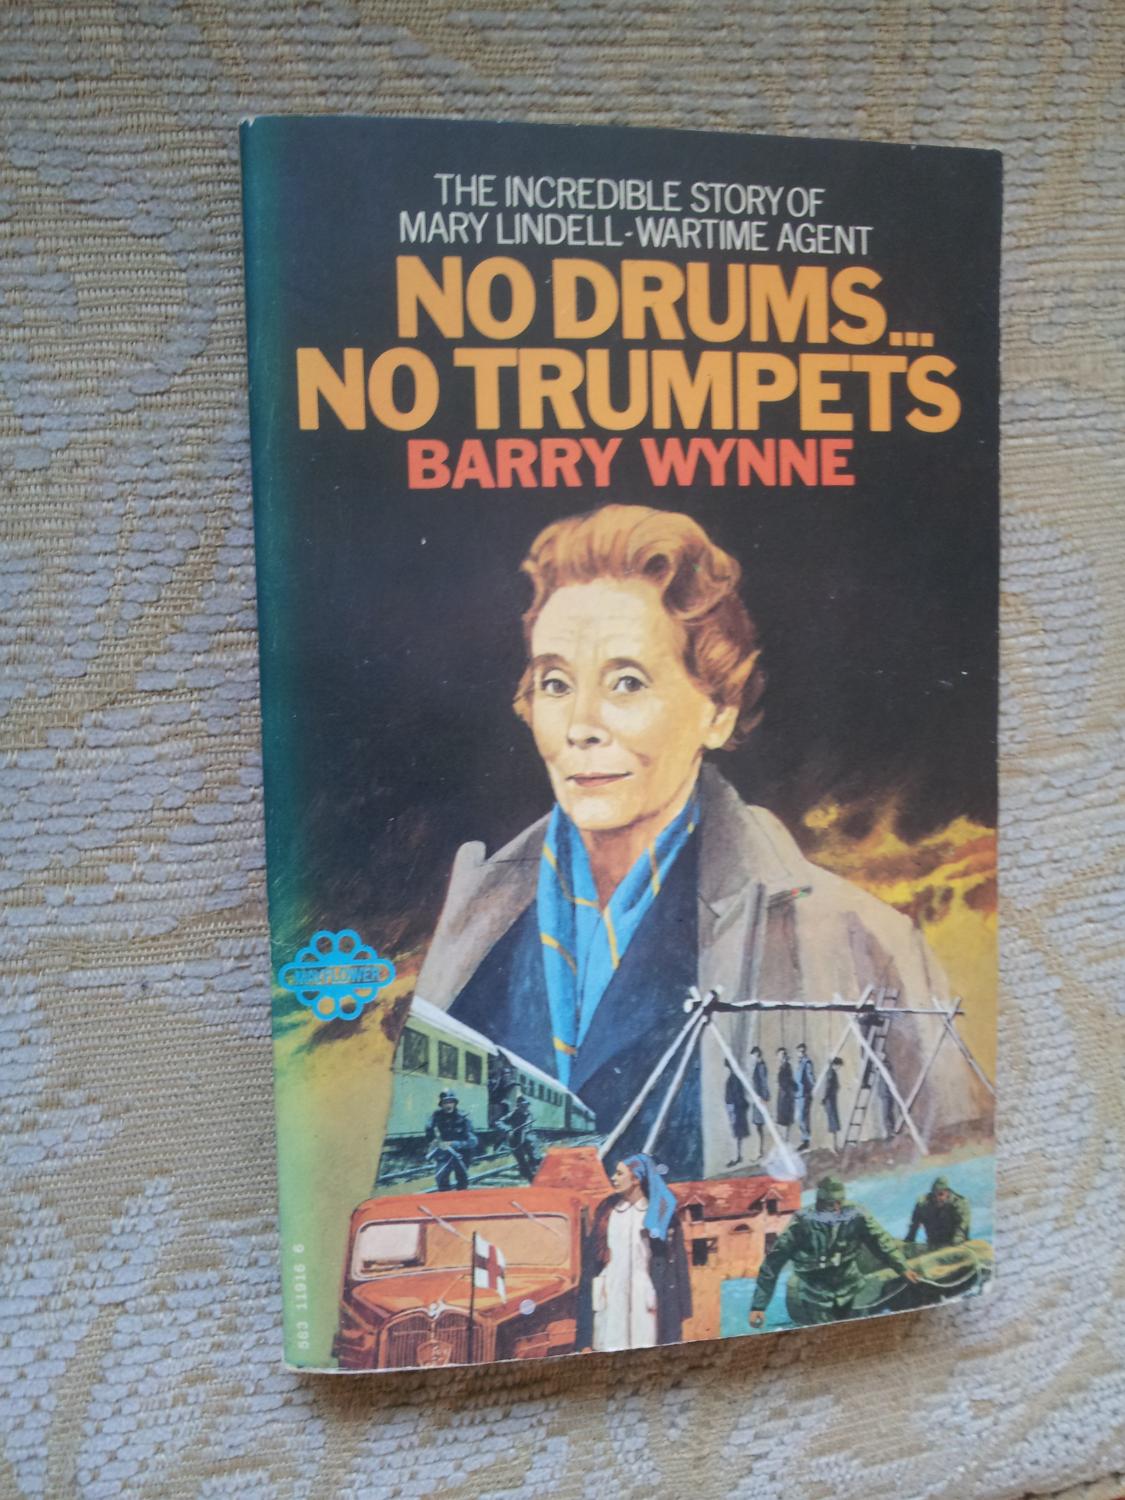 THE INCREDIBLE STORY OF
MARY LINDELL-WARTIME AGENT
NO DRUMS...
NO TRUMPETS
BARRY WYNNE
MAYFLOWER
583 11916 6